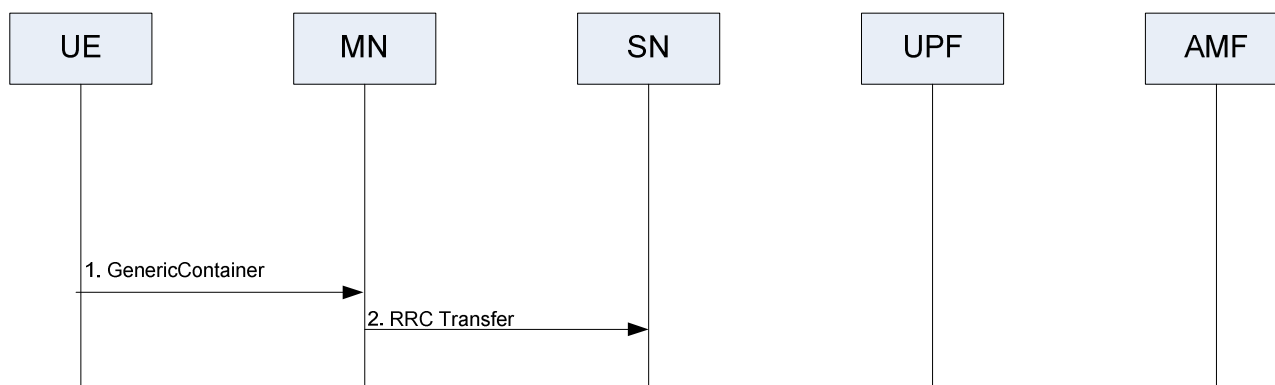 UE
MN
SN
UPF
AMF
1. GenericContainer
2. RRC Transfer